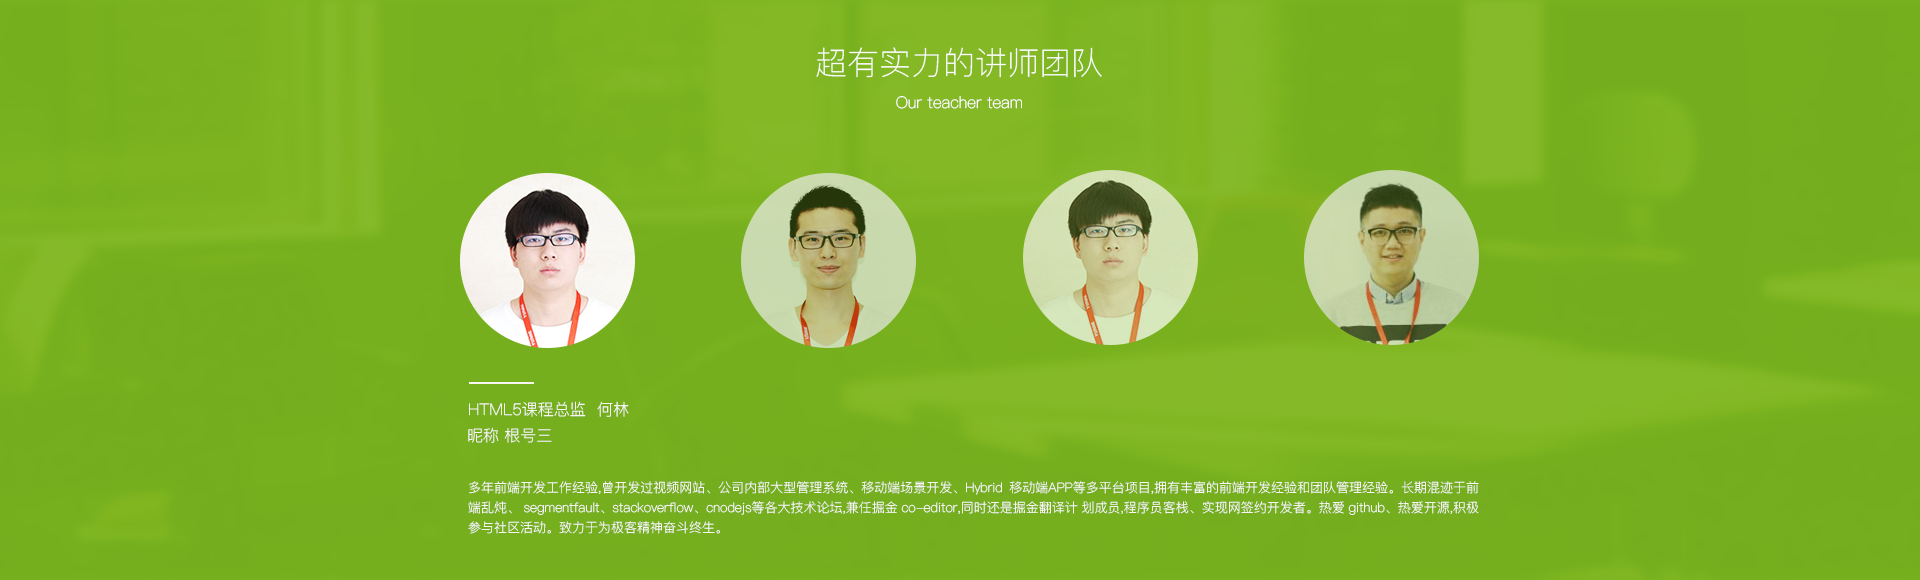 超有实力的讲师团队
Our teacher team
HTML5课程总监 何林
昵称 根号三
多年前端开发工作经验,曾开发过视频网站、公司内部大型管理系统、移动端场景开发、Hybrid 移动端APP等多平台项目,拥有丰富的前端开发经验和团队管理经验。长期混迹于前
端乱炖、 segmentfault、stackoverflow、cnodejs等各大技术论坛,兼任掘金 co-editor,同时还是掘金翻译计 划成员,程序员客栈、实现网签约开发者。热爱 github、热爱开源,积极
参与社区活动。致力于为极客精神奋斗终生。